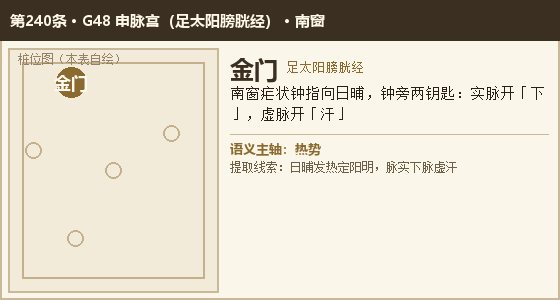 第240条・G48 申脉宫（足太阳膀胱经）・南窗
桩位图（本表自绘）
金门
金门 足太阳膀胱经
南窗疟状钟指向日晡，钟旁两钥匙：实脉开「下
」，虚脉开「汗」
语义主轴：热势
提取线索：日晡发热定阳明，脉实下脉虚汗